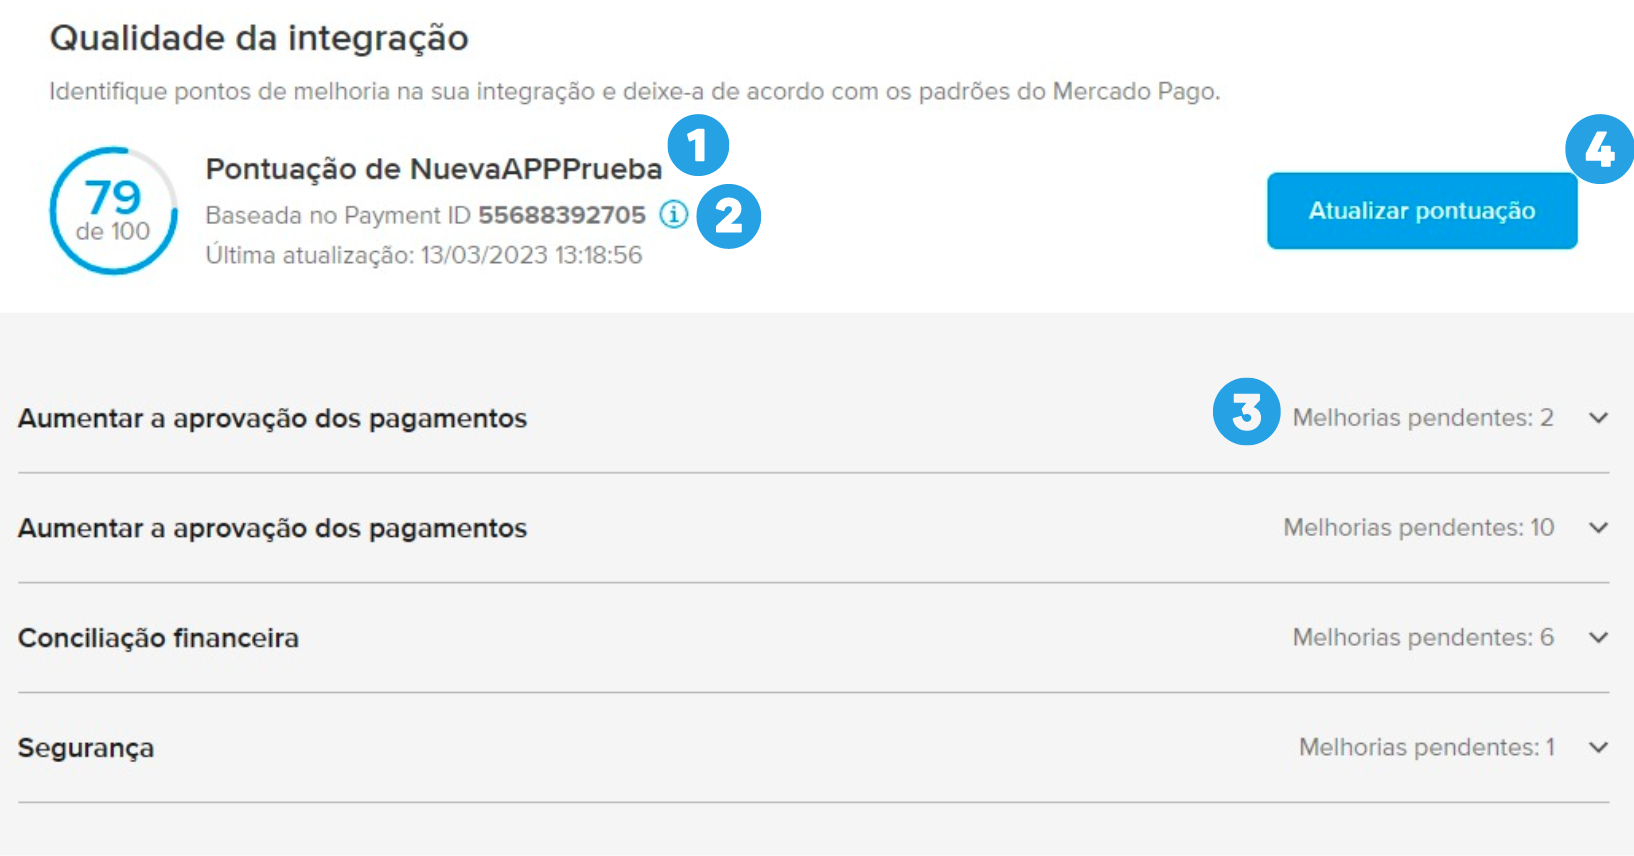 Qualidade da integração
Identifique pontos de melhoria na sua integração e deixe-a de acordo com os padrões do Mercado Pago.
1
4
79
de 100
Pontuação de NuevaAPPPrueba
Baseada no Payment ID 55688392705 i
2
Última atualização: 13/03/2023 13:18:56
Atualizar pontuação
Aumentar a aprovação dos pagamentos
3
Melhorias pendentes: 2
Aumentar a aprovação dos pagamentos
Melhorias pendentes: 10
Conciliação financeira
Melhorias pendentes: 6
Segurança
Melhorias pendentes: 1